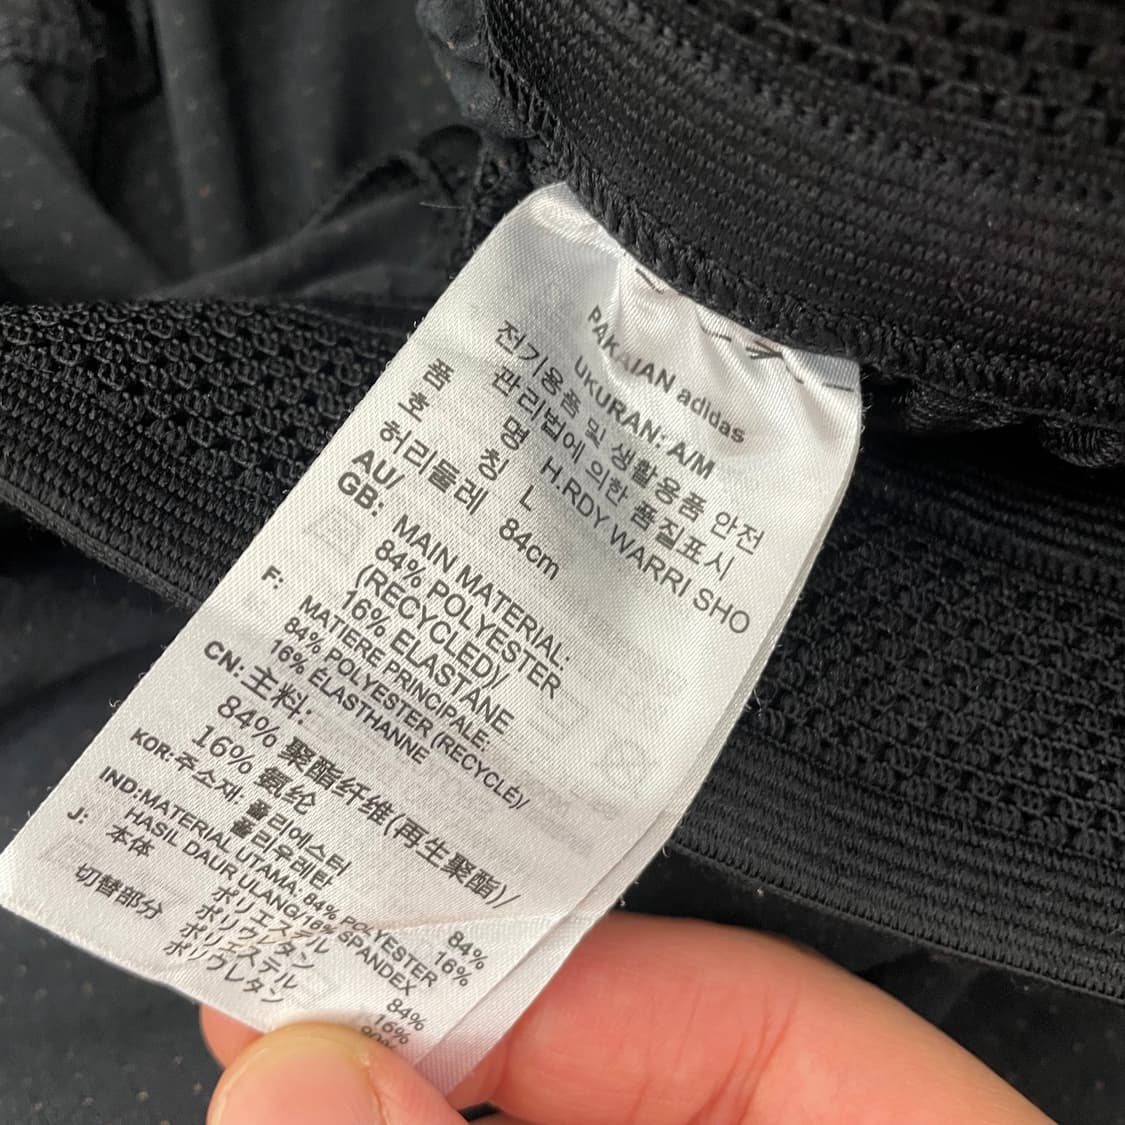 PAKAIAN adidas
UKURAN: A/M
전기용품 및 생활용품 안전
관리법에 의한 품질표시
품 명 H.RDY WARRI SHO
호 칭 L
허리둘레 84cm
AU/
GB: MAIN MATERIAL:
84% POLYESTER
(RECYCLED)/
16% ELASTANE
F: MATIÈRE PRINCIPALE:
84% POLYESTER (RECYCLÉ)/
16% ÉLASTHANNE
CN: 主料:
84% 聚酯纤维(再生聚酯)/
16% 氨纶
KOR: 주소재: 폴리에스터 84%
폴리우레탄 16%
IND: MATERIAL UTANA: 84% POLYESTER
HASIL DAUR ULANG/16% SPANDEX
J: 本体 ポリエステル 84%
ポリウレタン 16%
切替部分 ポリエステル
ポリウレタン